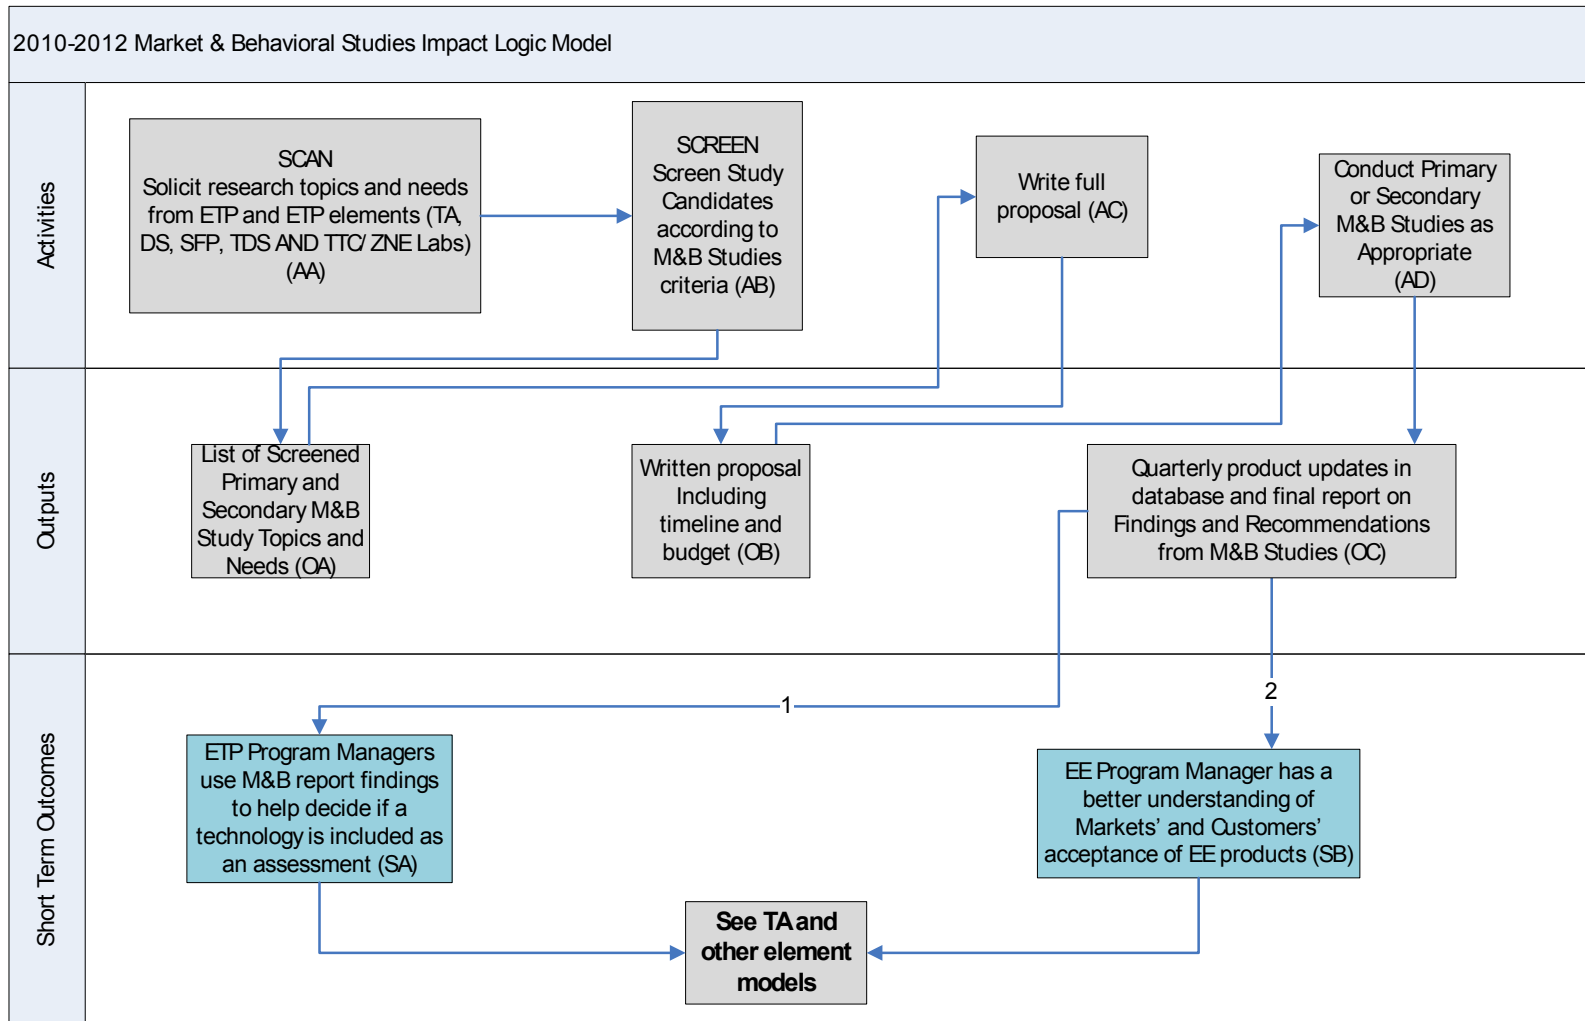 2010-2012 Market & Behavioral Studies Impact Logic Model
Activities
SCAN
Solicit research topics and needs
from ETP and ETP elements (TA,
DS, SFP, TDS AND TTC/ ZNE Labs)
(AA)
SCREEN
Screen Study
Candidates
according to
M&B Studies
criteria (AB)
Write full
proposal (AC)
Conduct Primary
or Secondary
M&B Studies as
Appropriate
(AD)
Outputs
List of Screened
Primary and
Secondary M&B
Study Topics and
Needs (OA)
Written proposal
Including
timeline and
budget (OB)
Quarterly product updates in
database and final report on
Findings and Recommendations
from M&B Studies (OC)
Short Term Outcomes
1
2
ETP Program Managers
use M&B report findings
to help decide if a
technology is included as
an assessment (SA)
EE Program Manager has a
better understanding of
Markets’ and Customers’
acceptance of EE products (SB)
See TA and
other element
models